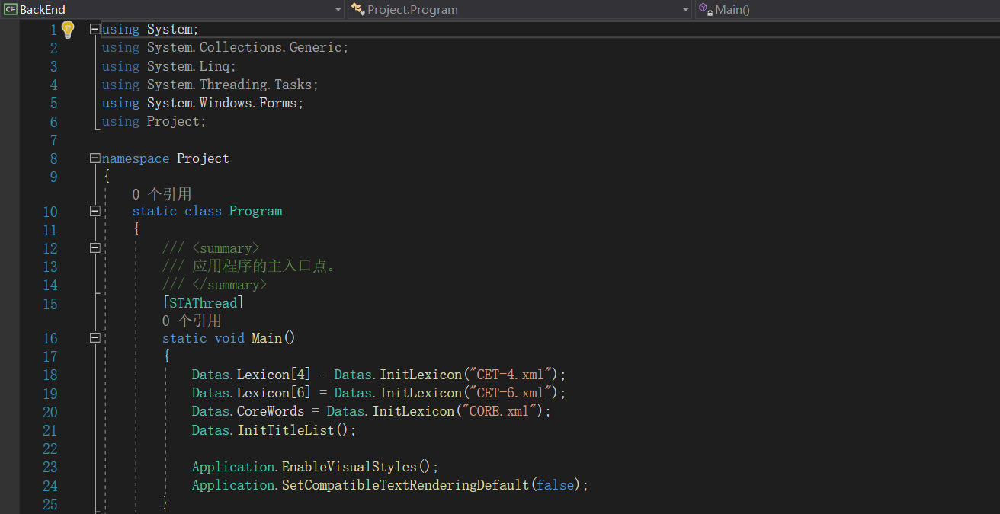 C# BackEnd Project.Program Main()
1 using System;
2 using System.Collections.Generic;
3 using System.Linq;
4 using System.Threading.Tasks;
5 using System.Windows.Forms;
6 using Project;
7
8 namespace Project
9 {
0 个引用
10 static class Program
11 {
12 /// <summary>
13 /// 应用程序的主入口点。
14 /// </summary>
15 [STAThread]
0 个引用
16 static void Main()
17 {
18 Datas.Lexicon[4] = Datas.InitLexicon("CET-4.xml");
19 Datas.Lexicon[6] = Datas.InitLexicon("CET-6.xml");
20 Datas.CoreWords = Datas.InitLexicon("CORE.xml");
21 Datas.InitTitleList();
22
23 Application.EnableVisualStyles();
24 Application.SetCompatibleTextRenderingDefault(false);
25 }